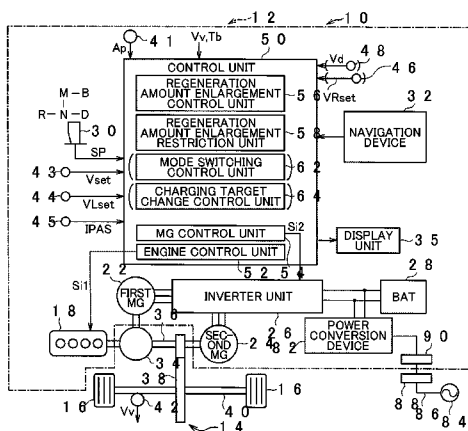 12 10
41 Vv,Tb 50
Ap
CONTROL UNIT
Vd 48
VRset 46
REGENERATION AMOUNT ENLARGEMENT CONTROL UNIT 56
REGENERATION AMOUNT ENLARGEMENT RESTRICTION UNIT 58
MODE SWITCHING CONTROL UNIT 62
CHARGING TARGET CHANGE CONTROL UNIT 64
MG CONTROL UNIT 54
ENGINE CONTROL UNIT 52
M B
R N D
30
SP
43 Vset
44 VLset
45 IPAS
32
NAVIGATION DEVICE
DISPLAY UNIT 35
Si2
Si1
22
FIRST MG
INVERTER UNIT 26
28
BAT
18
36
34
SECOND MG 24
POWER CONVERSION DEVICE 82
90
38
16 16
Vv 42 40
14
88 86 84